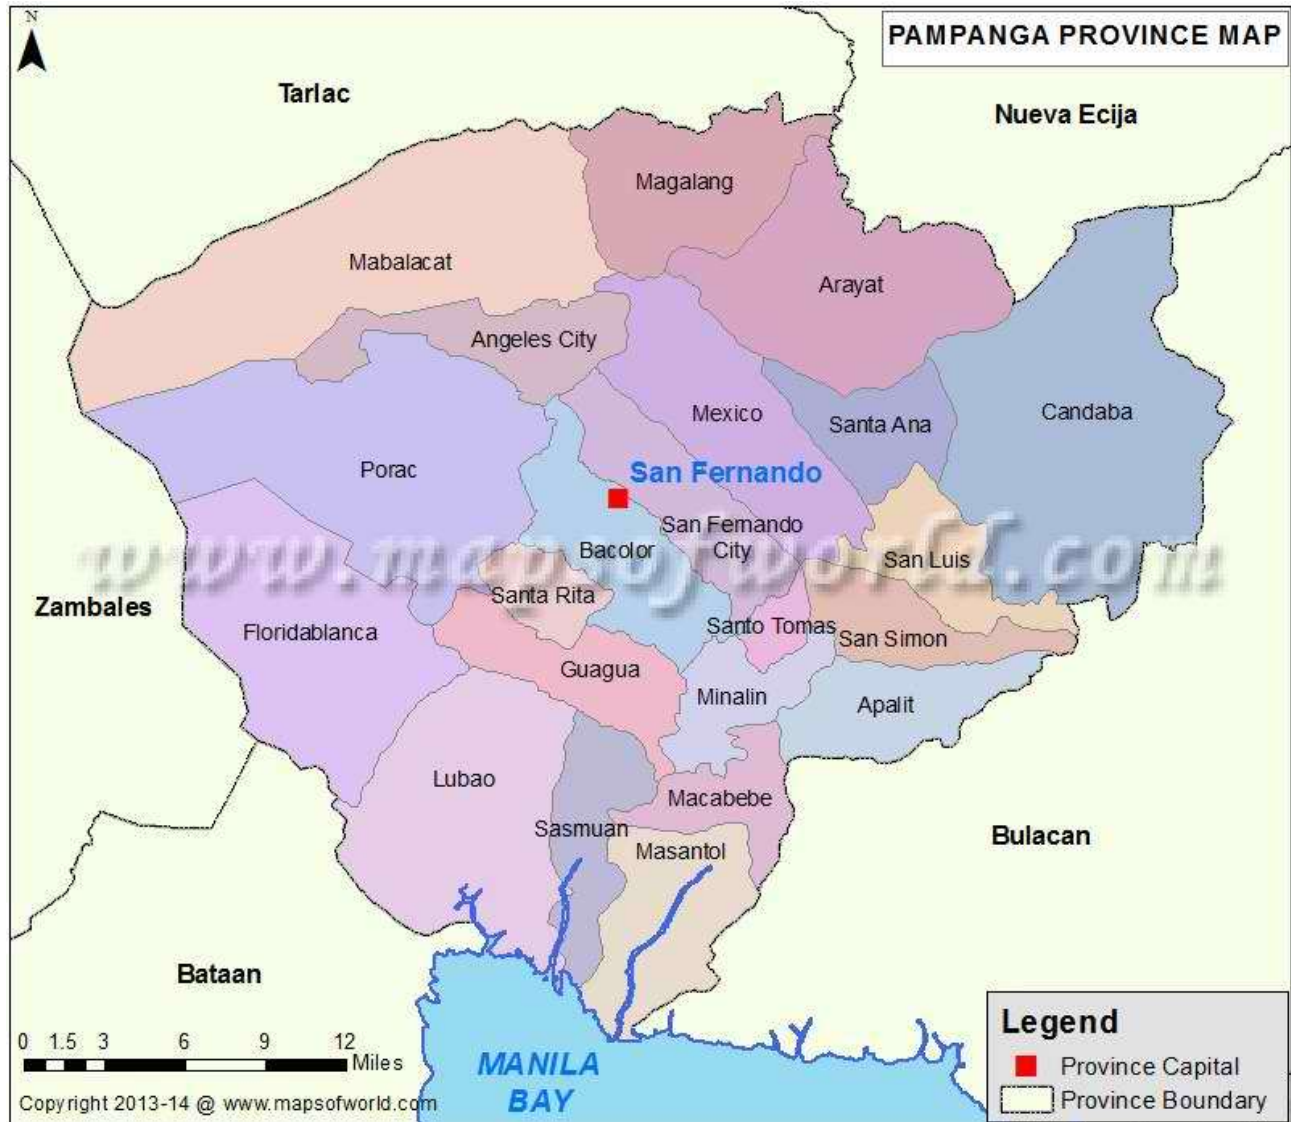 N
PAMPANGA PROVINCE MAP
Tarlac
Nueva Ecija
Magalang
Mabalacat
Arayat
Angeles City
Mexico
Santa Ana
Candaba
Porac
San Fernando
San Fernando
City
Bacolor
San Luis
www.mapsofworld.com
Santa Rita
Zambales
Floridablanca
Santo Tomas
San Simon
Guagua
Minalin
Apalit
Lubao
Macabebe
Sasmuan
Masantol
Bulacan
Bataan
MANILA
BAY
0 1.5 3 6 9 12
Miles
Copyright 2013-14 @ www.mapsofworld.com
Legend
Province Capital
Province Boundary